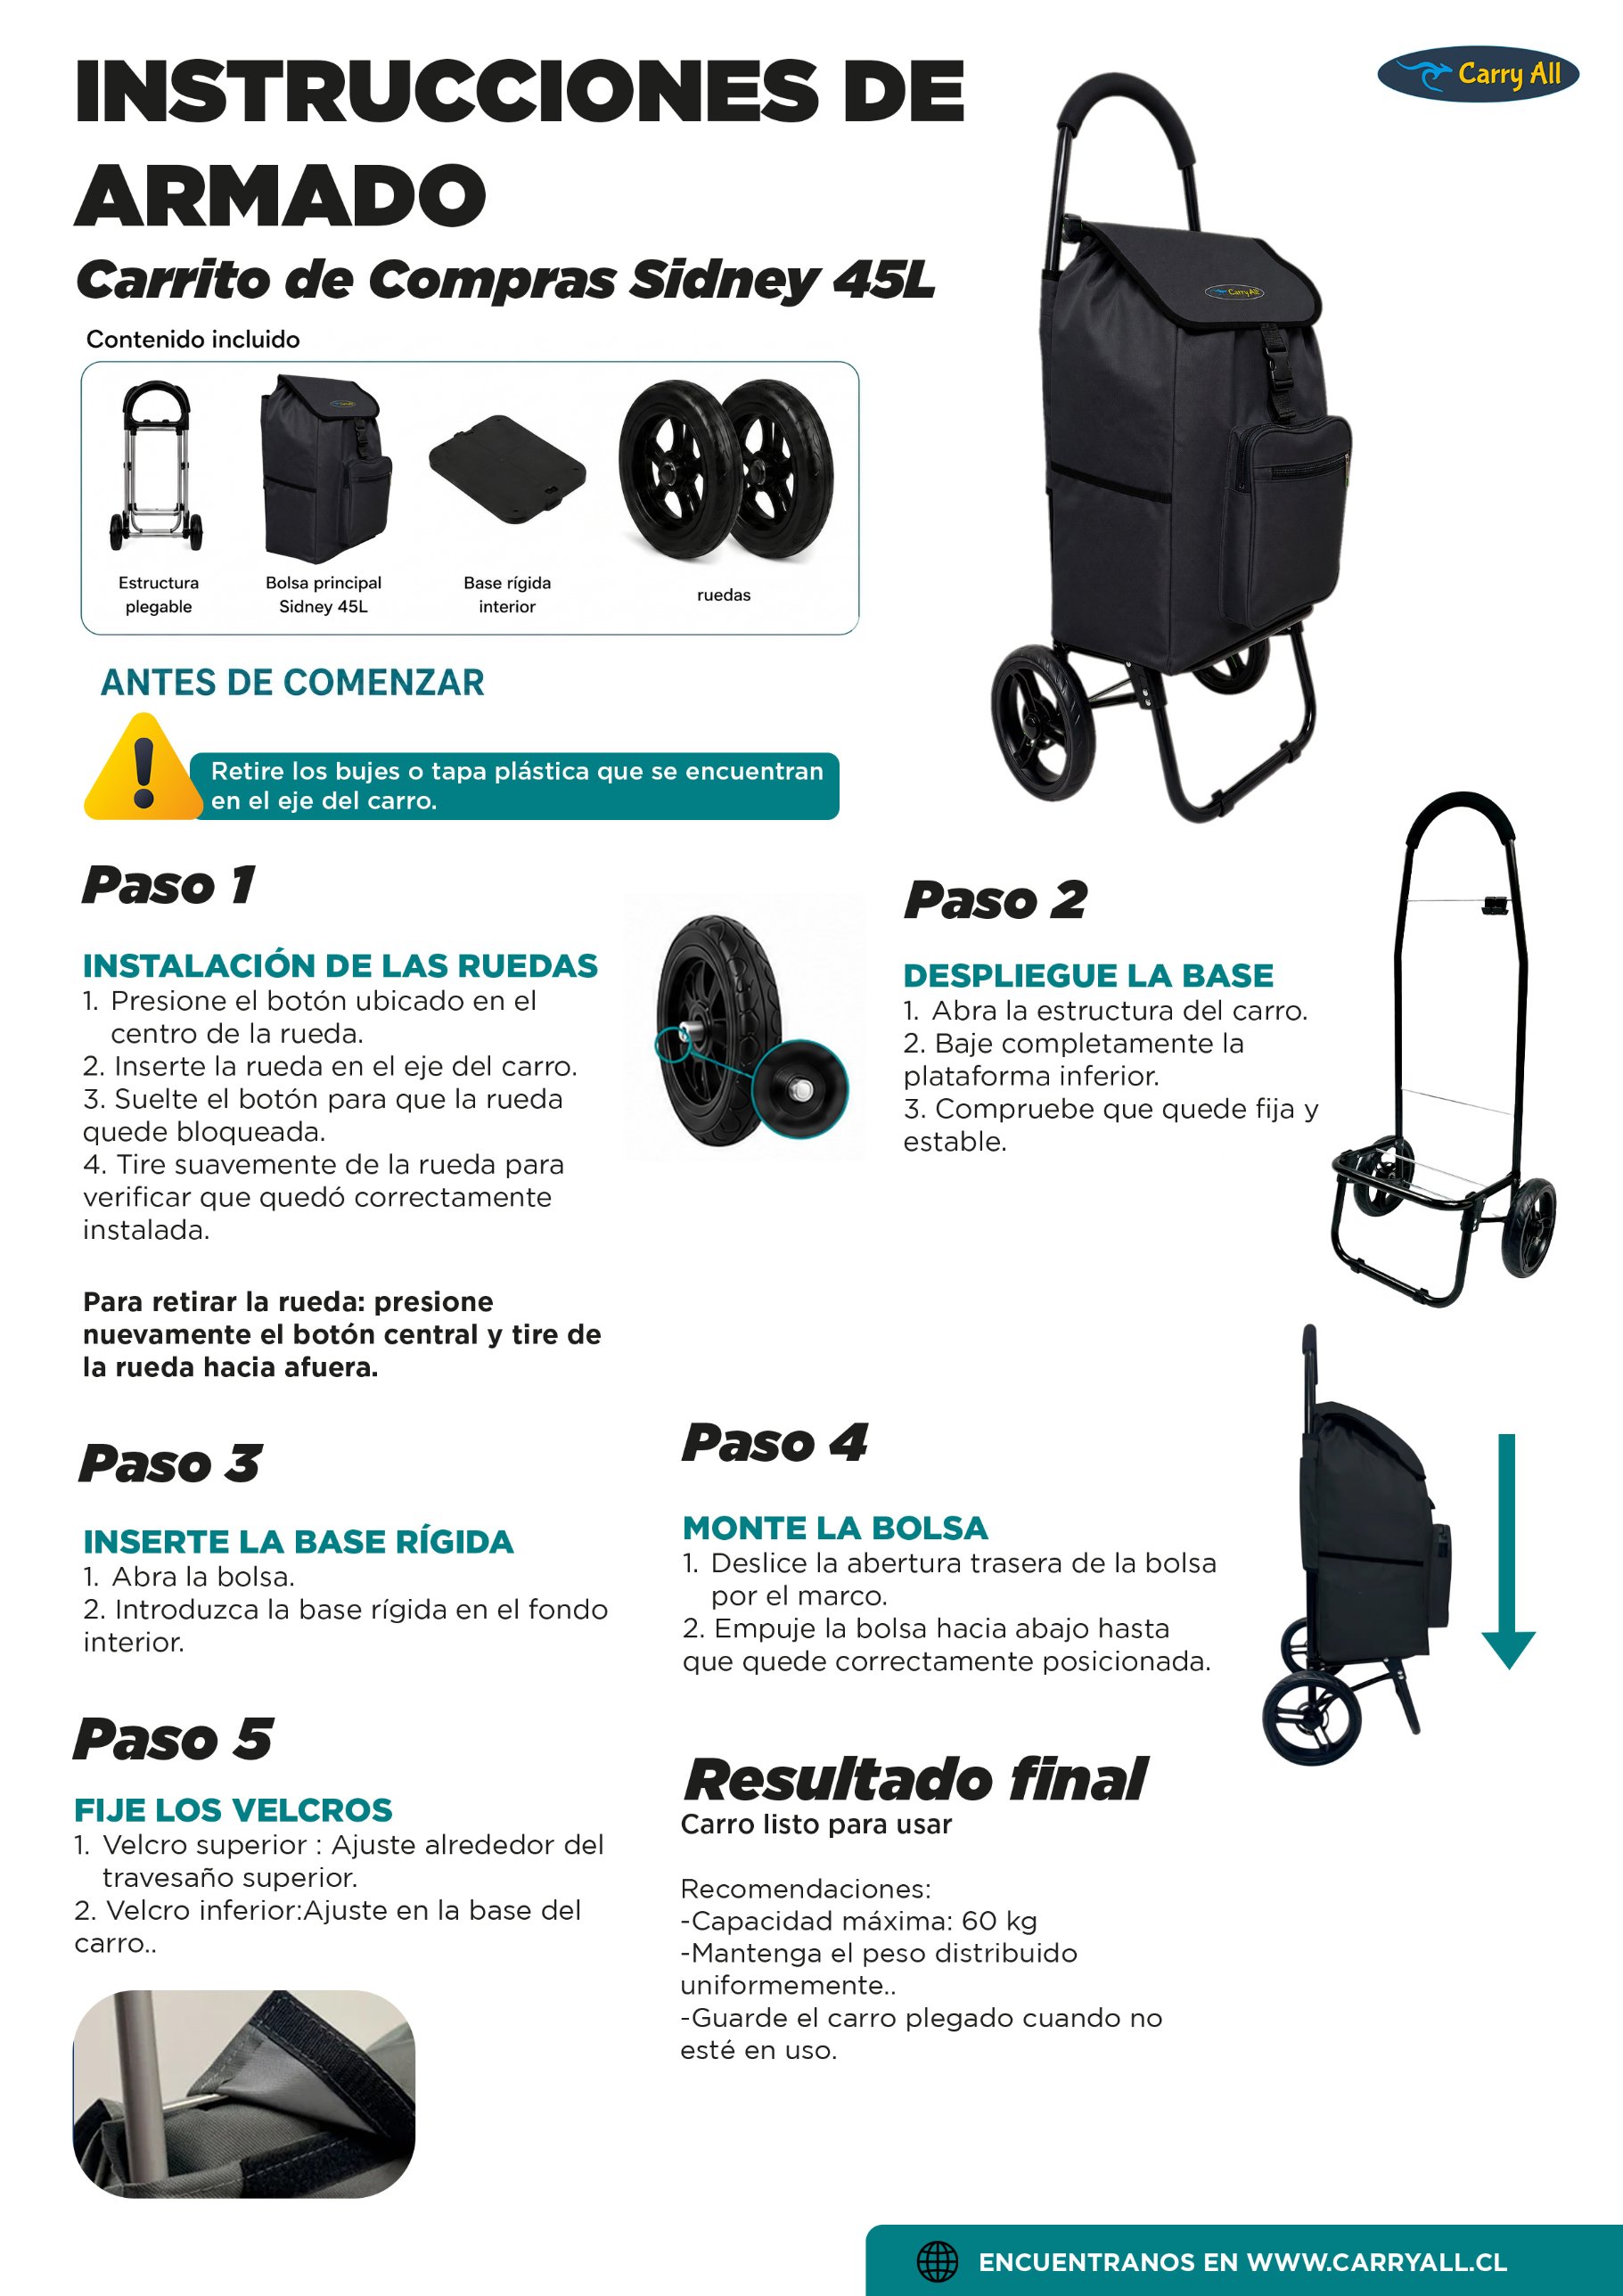 INSTRUCCIONES DE
ARMADO
Carrito de Compras Sidney 45L
Carry All
CarryAll
Contenido incluido
Estructura
plegable
Bolsa principal
Sidney 45L
Base rígida
interior
ruedas
ANTES DE COMENZAR
Retire los bujes o tapa plástica que se encuentran
en el eje del carro.
Paso 1
INSTALACIÓN DE LAS RUEDAS
1. Presione el botón ubicado en el
centro de la rueda.
2. Inserte la rueda en el eje del carro.
3. Suelte el botón para que la rueda
quede bloqueada.
4. Tire suavemente de la rueda para
verificar que quedó correctamente
instalada.
Para retirar la rueda: presione
nuevamente el botón central y tire de
la rueda hacia afuera.
Paso 2
DESPLIEGUE LA BASE
1. Abra la estructura del carro.
2. Baje completamente la
plataforma inferior.
3. Compruebe que quede fija y
estable.
Paso 3
INSERTE LA BASE RÍGIDA
1. Abra la bolsa.
2. Introduzca la base rígida en el fondo
interior.
Paso 4
MONTE LA BOLSA
1. Deslice la abertura trasera de la bolsa
por el marco.
2. Empuje la bolsa hacia abajo hasta
que quede correctamente posicionada.
Paso 5
FIJE LOS VELCROS
1. Velcro superior : Ajuste alrededor del
travesaño superior.
2. Velcro inferior:Ajuste en la base del
carro..
Resultado final
Carro listo para usar
Recomendaciones:
-Capacidad máxima: 60 kg
-Mantenga el peso distribuido
uniformemente..
-Guarde el carro plegado cuando no
esté en uso.
ENCUENTRANOS EN WWW.CARRYALL.CL